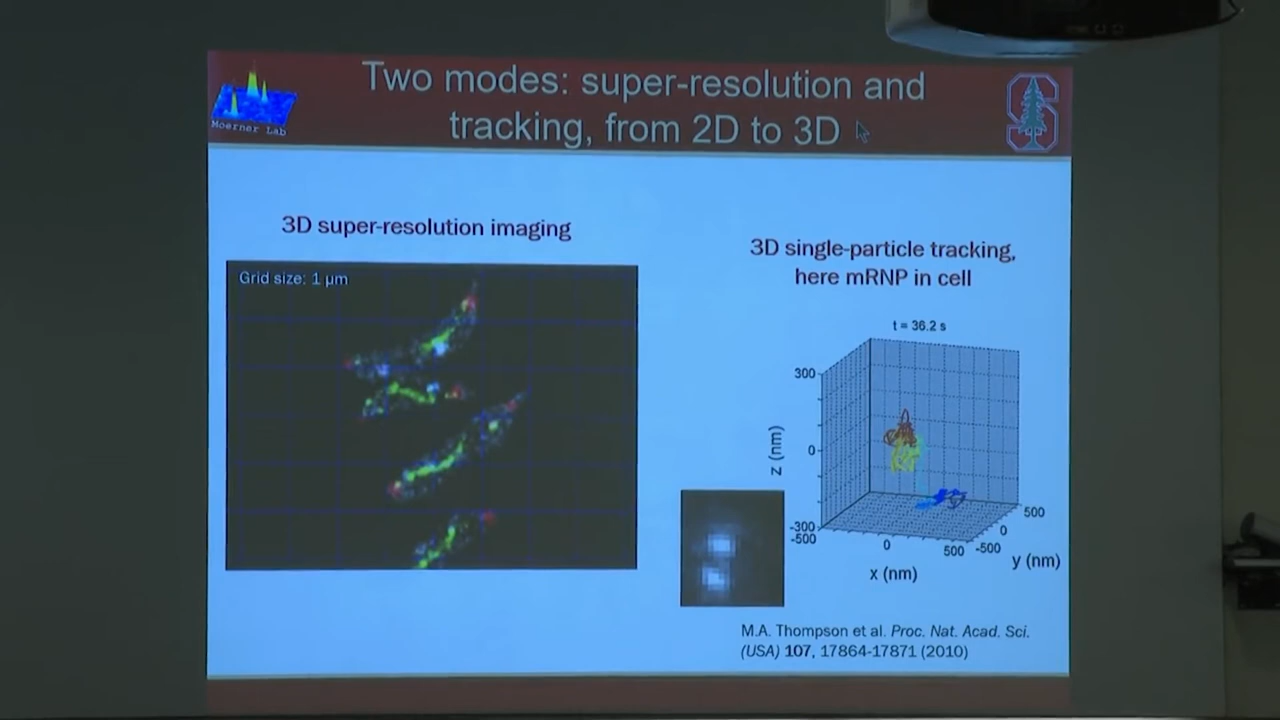 Two modes: super-resolution and
tracking, from 2D to 3D
Moerner Lab
S
3D super-resolution imaging
Grid size: 1 µm
3D single-particle tracking,
here mRNP in cell
t = 36.2 s
300
0
-300
z (nm)
-500
0
500
x (nm)
-500
0
500
y (nm)
M.A. Thompson et al. Proc. Nat. Acad. Sci.
(USA) 107, 17864-17871 (2010)